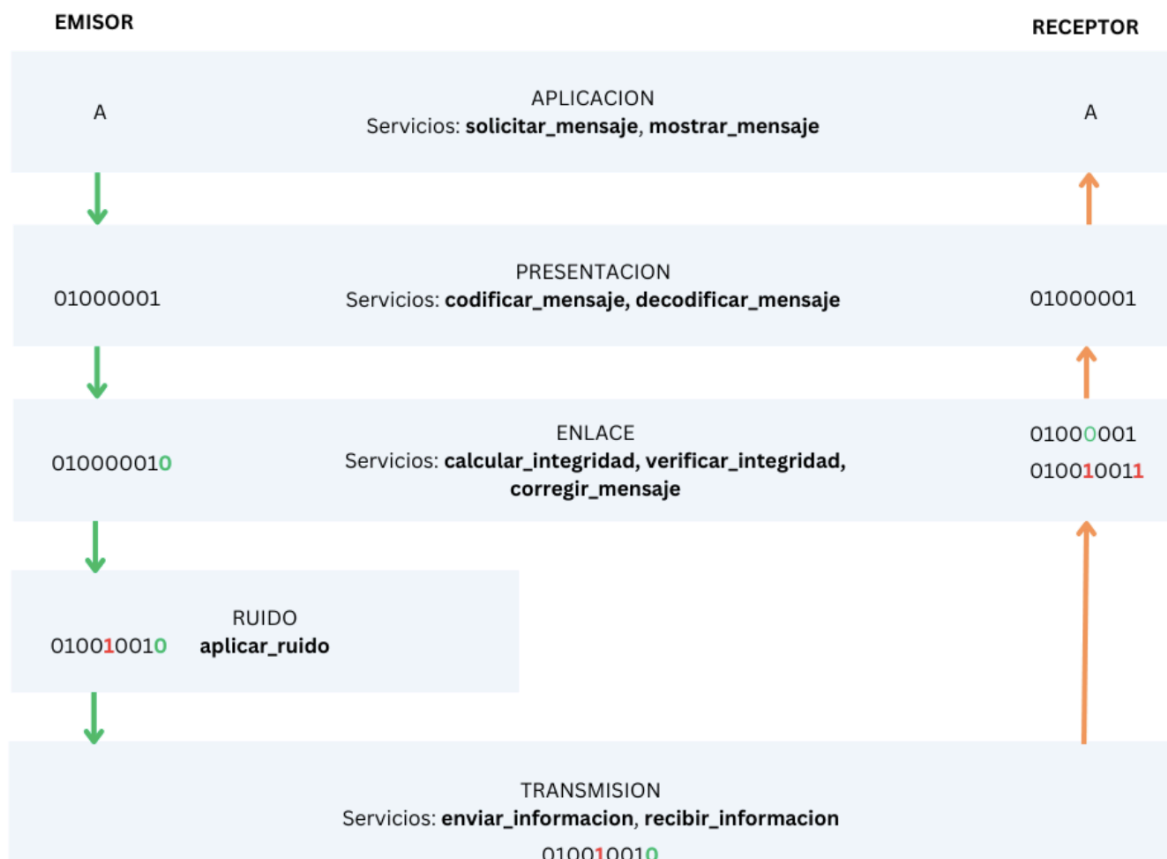 EMISOR
RECEPTOR
APLICACION
A
Servicios: solicitar_mensaje, mostrar_mensaje
A
PRESENTACION
01000001
Servicios: codificar_mensaje, decodificar_mensaje
01000001
ENLACE
01000001
010000010
Servicios: calcular_integridad, verificar_integridad,
corregir_mensaje
010010011
RUIDO
010010010
aplicar_ruido
TRANSMISION
Servicios: enviar_informacion, recibir_informacion
010010010